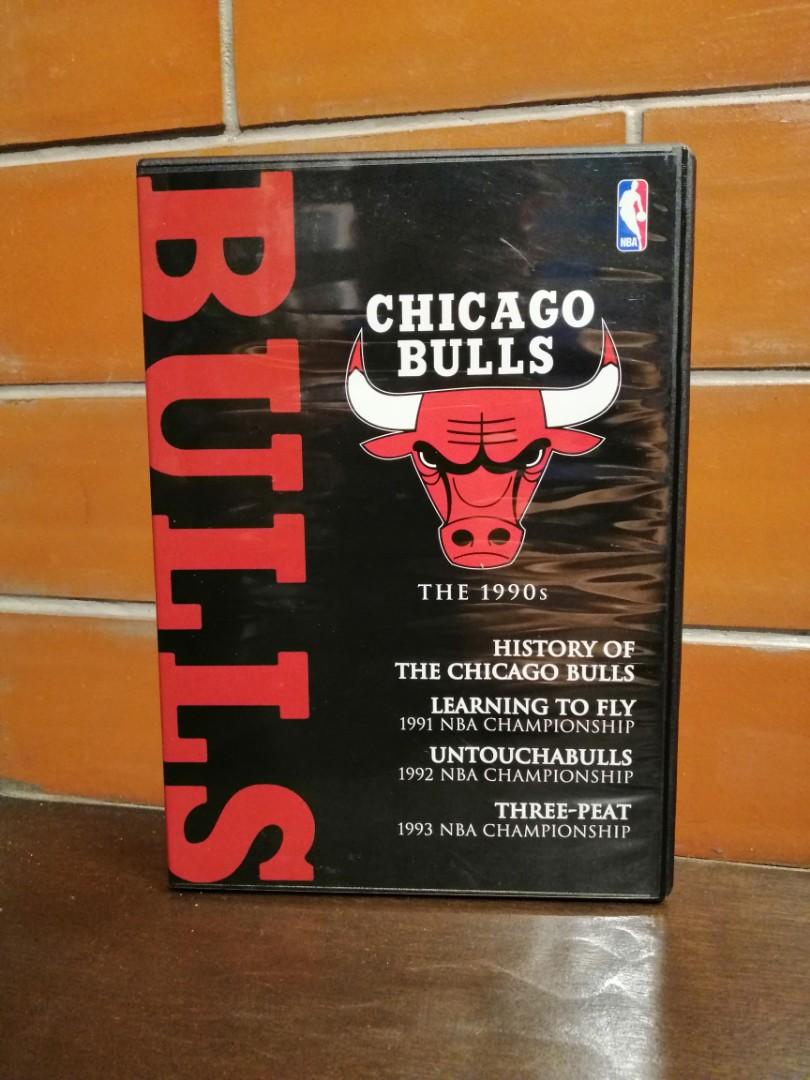 BULLS
NBA
CHICAGO
BULLS
THE 1990s
HISTORY OF
THE CHICAGO BULLS
LEARNING TO FLY
1991 NBA CHAMPIONSHIP
UNTOUCHABULLS
1992 NBA CHAMPIONSHIP
THREE-PEAT
1993 NBA CHAMPIONSHIP